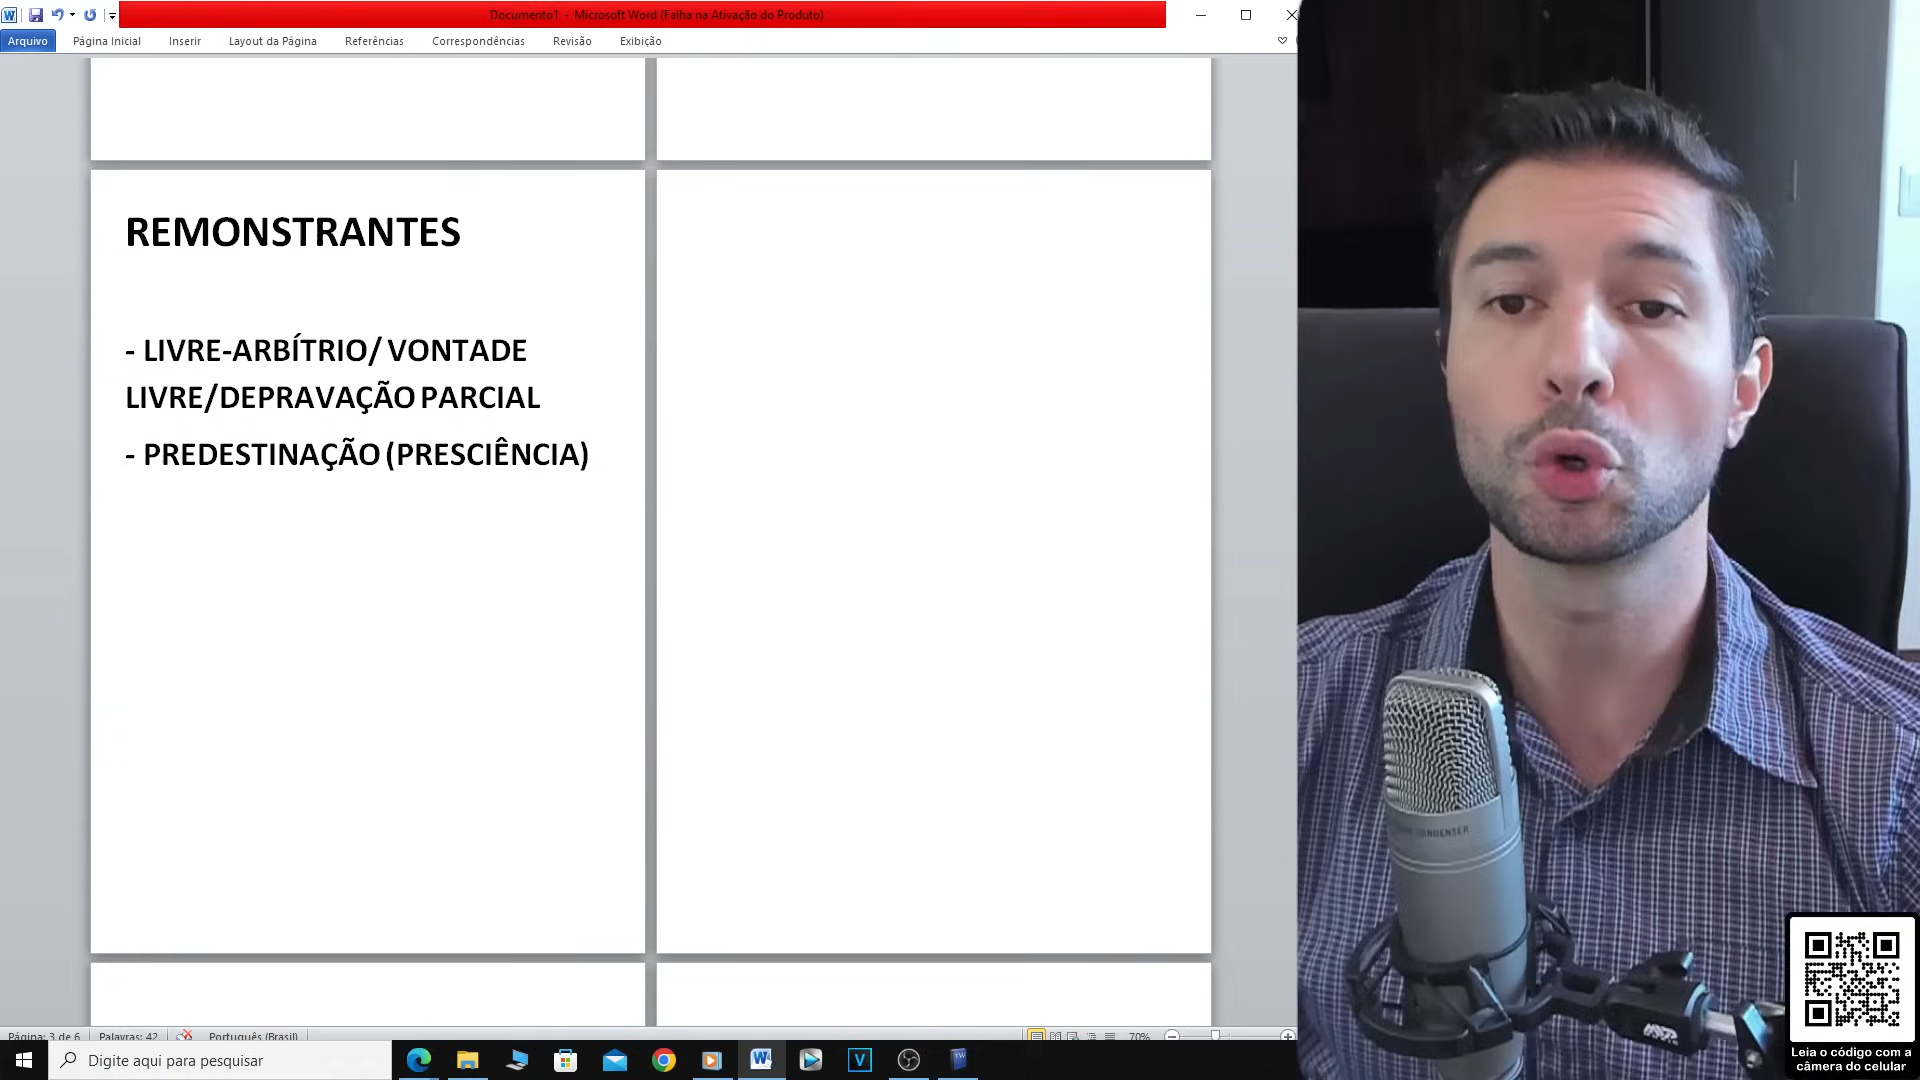 Documento1 - Microsoft Word (Falha na Ativação do Produto)
Arquivo Página Inicial Inserir Layout da Página Referências Correspondências Revisão Exibição
REMONSTRANTES
- LIVRE-ARBÍTRIO/ VONTADE
LIVRE/DEPRAVAÇÃO PARCIAL
- PREDESTINAÇÃO (PRESCIÊNCIA)
CONDENSER
Página: 3 de 6 Palavras: 42 Português (Brasil) 70%
Digite aqui para pesquisar
Leia o código com a
câmera do celular